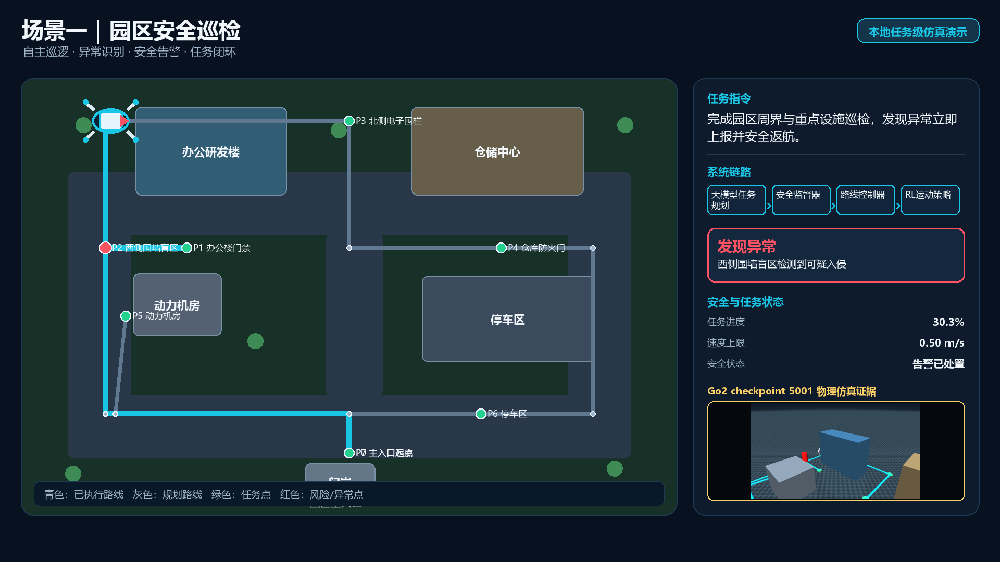 场景一｜园区安全巡检
自主巡逻 · 异常识别 · 安全告警 · 任务闭环
本地任务级仿真演示
P3 北侧电子围栏
办公研发楼
仓储中心
P2 西侧围墙盲区
P1 办公楼门禁
P4 仓库防火门
动力机房
P5 动力机房
停车区
P6 停车区
主入口
门岗
青色：已执行路线 灰色：规划路线 绿色：任务点 红色：风险/异常点
任务指令
完成园区周界与重点设施巡检，发现异常立即
上报并安全返航。
系统链路
大模型任务
规划
›
安全监督器
›
路线控制器
›
RL运动策略
发现异常
西侧围墙盲区检测到可疑入侵
安全与任务状态
任务进度 30.3%
速度上限 0.50 m/s
安全状态 告警已处置
Go2 checkpoint 5001 物理仿真证据